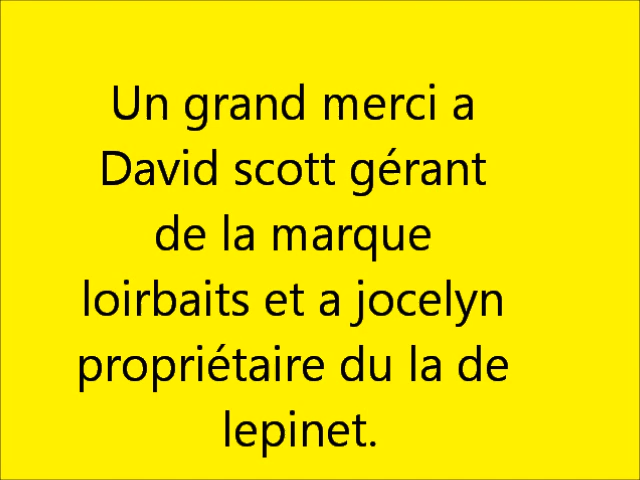 Un grand merci a
David scott gérant
de la marque
loirbaits et a jocelyn
propriétaire du la de
lepinet.